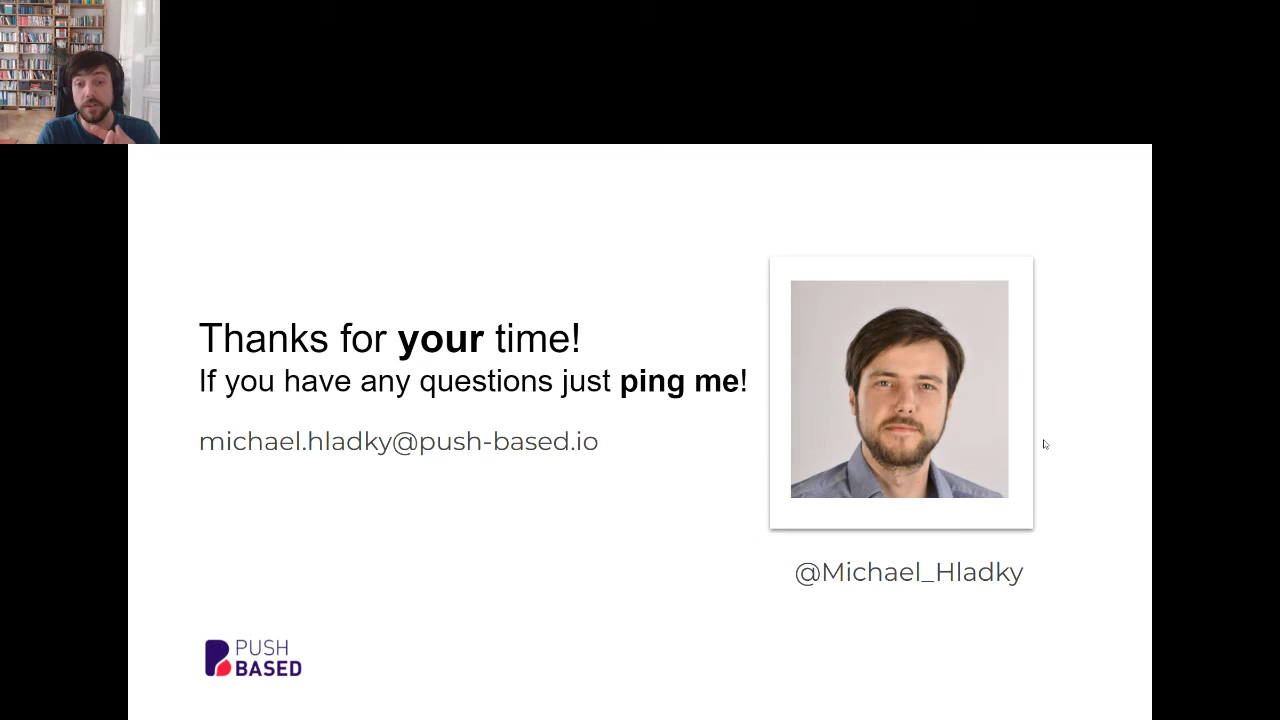 Thanks for your time!
If you have any questions just ping me!
michael.hladky@push-based.io
@Michael_Hladky
PUSH
BASED